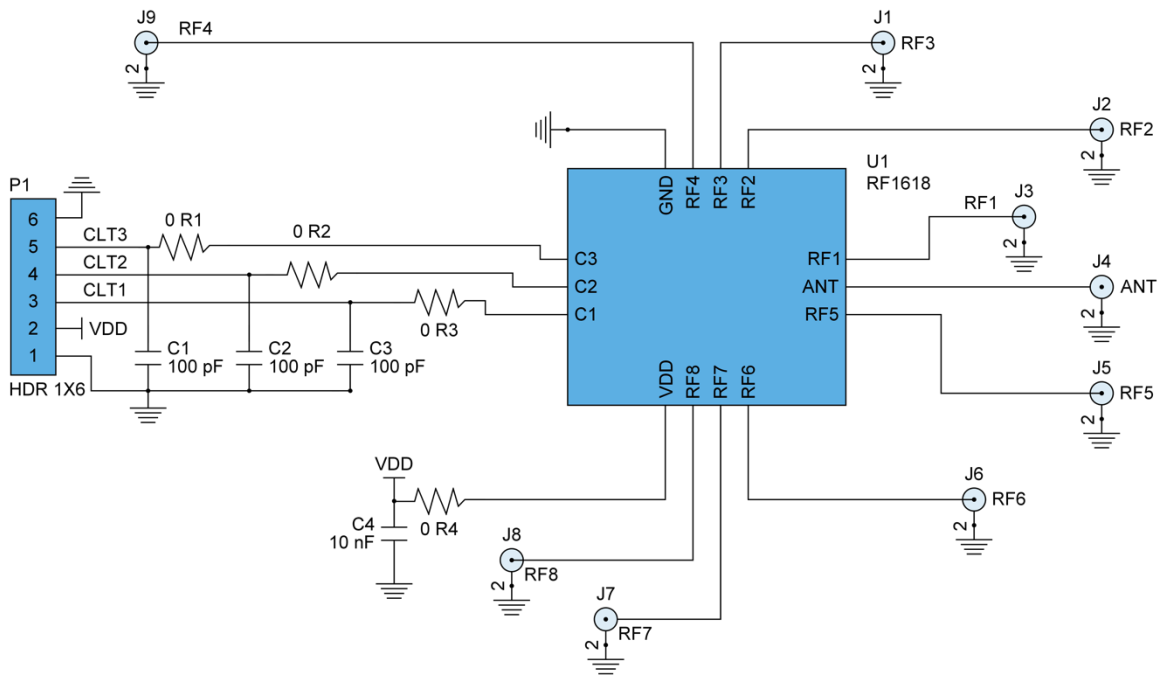 J9
RF4
2
J1
RF3
2
J2
RF2
2
U1
RF1618
GND
RF4
RF3
RF2
P1
6
5
4
3
2
1
HDR 1X6
CLT3
CLT2
CLT1
VDD
0 R1
0 R2
0 R3
C1
100 pF
C2
100 pF
C3
100 pF
C3
C2
C1
RF1
ANT
RF5
VDD
RF8
RF7
RF6
RF1
J3
2
J4
ANT
2
J5
RF5
2
VDD
C4
10 nF
0 R4
J6
RF6
2
J8
RF8
2
J7
RF7
2